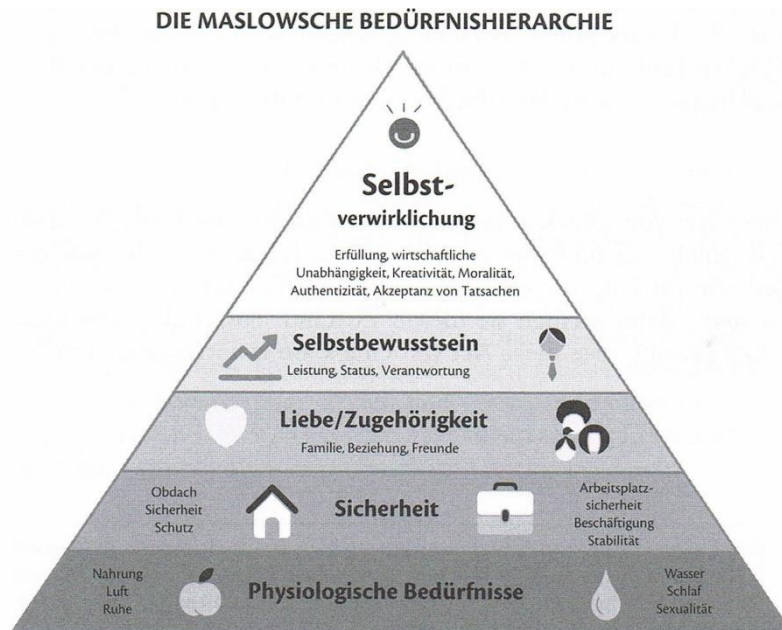 DIE MASLOWSCHE BEDÜRFNISHIERARCHIE
Selbst-
verwirklichung
Erfüllung, wirtschaftliche
Unabhängigkeit, Kreativität, Moralität,
Authentizität, Akzeptanz von Tatsachen
Selbstbewusstsein
Leistung, Status, Verantwortung
Liebe/Zugehörigkeit
Familie, Beziehung, Freunde
Obdach
Sicherheit
Schutz
Sicherheit
Arbeitsplatz-
sicherheit
Beschäftigung
Stabilität
Nahrung
Luft
Ruhe
Physiologische Bedürfnisse
Wasser
Schlaf
Sexualität